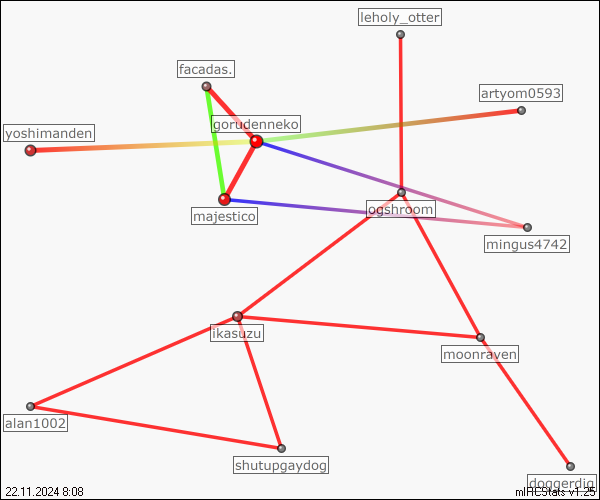 leholy_otter
facadas.
artyom0593
gorudenneko
yoshimanden
ogshroom
majestico
mingus4742
ikasuzu
moonraven
alan1002
shutupgaydog
doggerdig
22.11.2024 8:08
mIHCStats v1.25